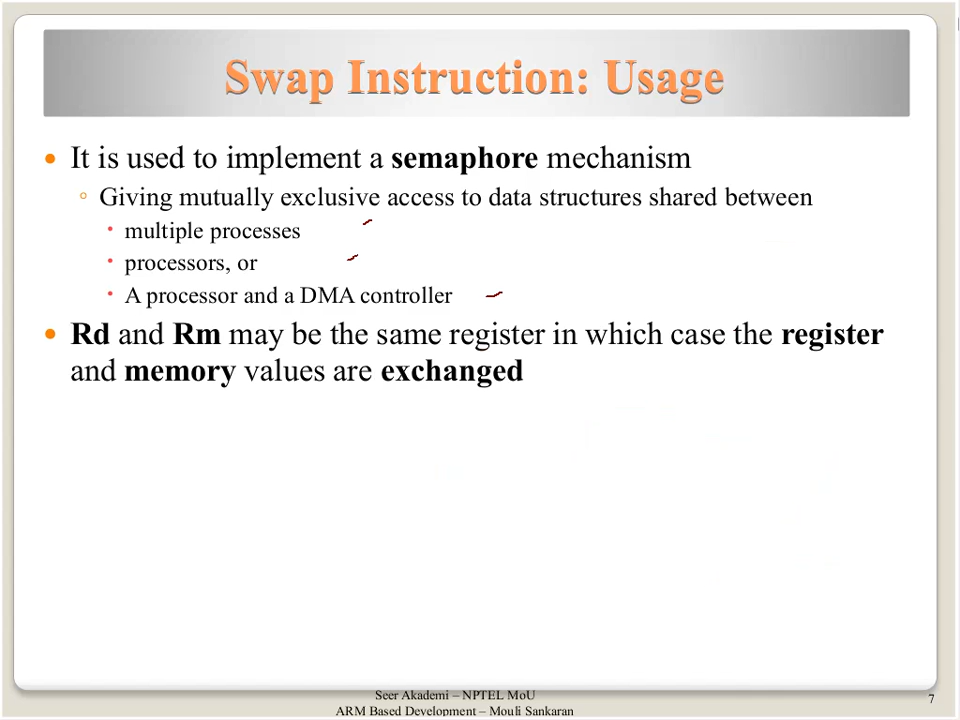 Swap Instruction: Usage
• It is used to implement a semaphore mechanism
◦ Giving mutually exclusive access to data structures shared between
• multiple processes
• processors, or
• A processor and a DMA controller
• Rd and Rm may be the same register in which case the register
and memory values are exchanged
Seer Akademi – NPTEL MoU
ARM Based Development – Mouli Sankaran
7